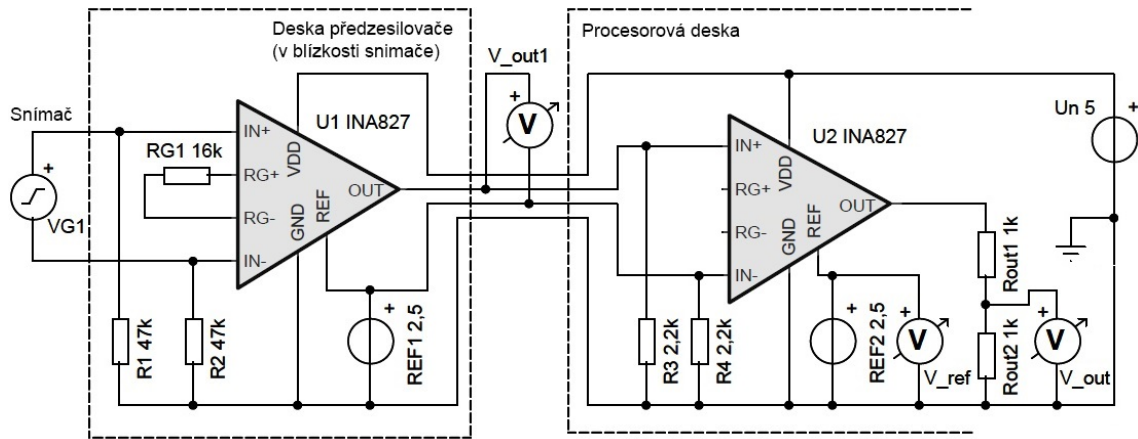 Deska předzesilovače
(v blízkosti snimače)
Procesorová deska
V_out1
+
V
Snímač
+
VG1
RG1 16k
U1 INA827
IN+
RG+
RG-
IN-
VDD
GND
REF
OUT
R1 47k
R2 47k
+
REF1 2,5
U2 INA827
IN+
RG+
RG-
IN-
VDD
GND
REF
OUT
R3 2,2k
R4 2,2k
+
REF2 2,5
+
V
V_ref
Rout1 1k
Rout2 1k
+
V
V_out
Un 5
+